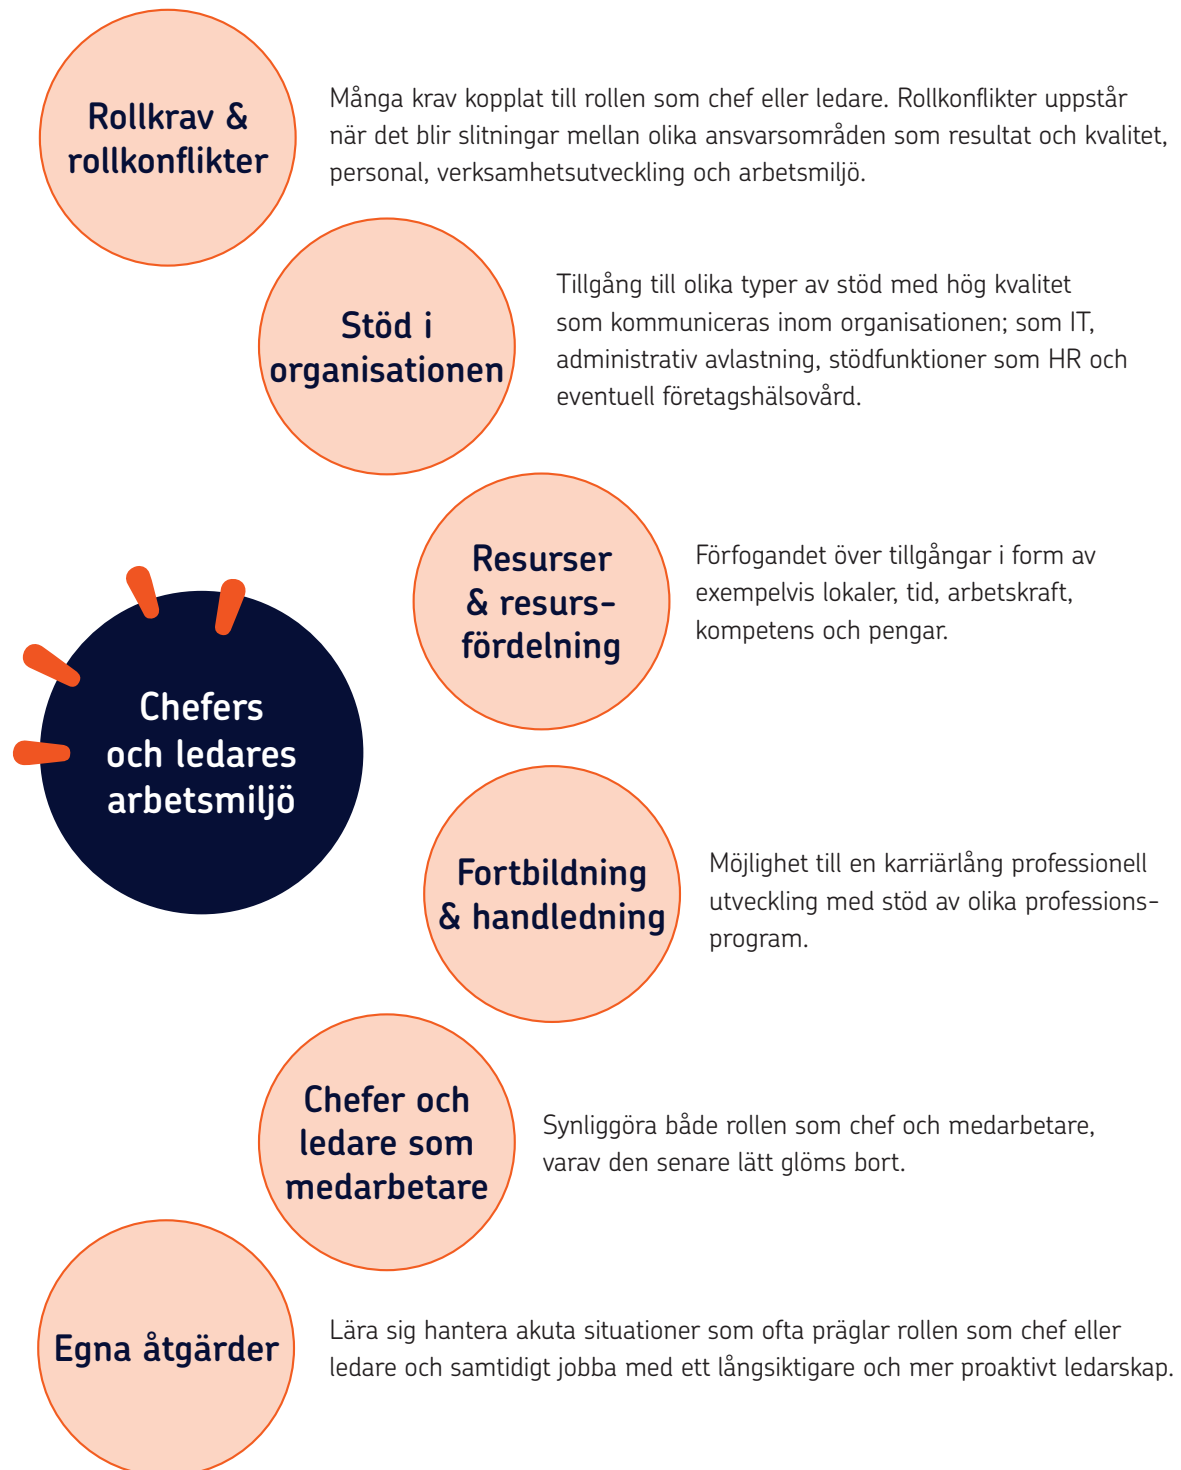 Rollkrav &
rollkonflikter
Många krav kopplat till rollen som chef eller ledare. Rollkonflikter uppstår
när det blir slitningar mellan olika ansvarsområden som resultat och kvalitet,
personal, verksamhetsutveckling och arbetsmiljö.
Stöd i
organisationen
Tillgång till olika typer av stöd med hög kvalitet
som kommuniceras inom organisationen; som IT,
administrativ avlastning, stödfunktioner som HR och
eventuell företagshälsovård.
Resurser
& resurs-
fördelning
Förfogandet över tillgångar i form av
exempelvis lokaler, tid, arbetskraft,
kompetens och pengar.
Chefers
och ledares
arbetsmiljö
Fortbildning
& handledning
Möjlighet till en karriärlång professionell
utveckling med stöd av olika professions-
program.
Chefer och
ledare som
medarbetare
Synliggöra både rollen som chef och medarbetare,
varav den senare lätt glöms bort.
Egna åtgärder
Lära sig hantera akuta situationer som ofta präglar rollen som chef eller
ledare och samtidigt jobba med ett långsiktigare och mer proaktivt ledarskap.